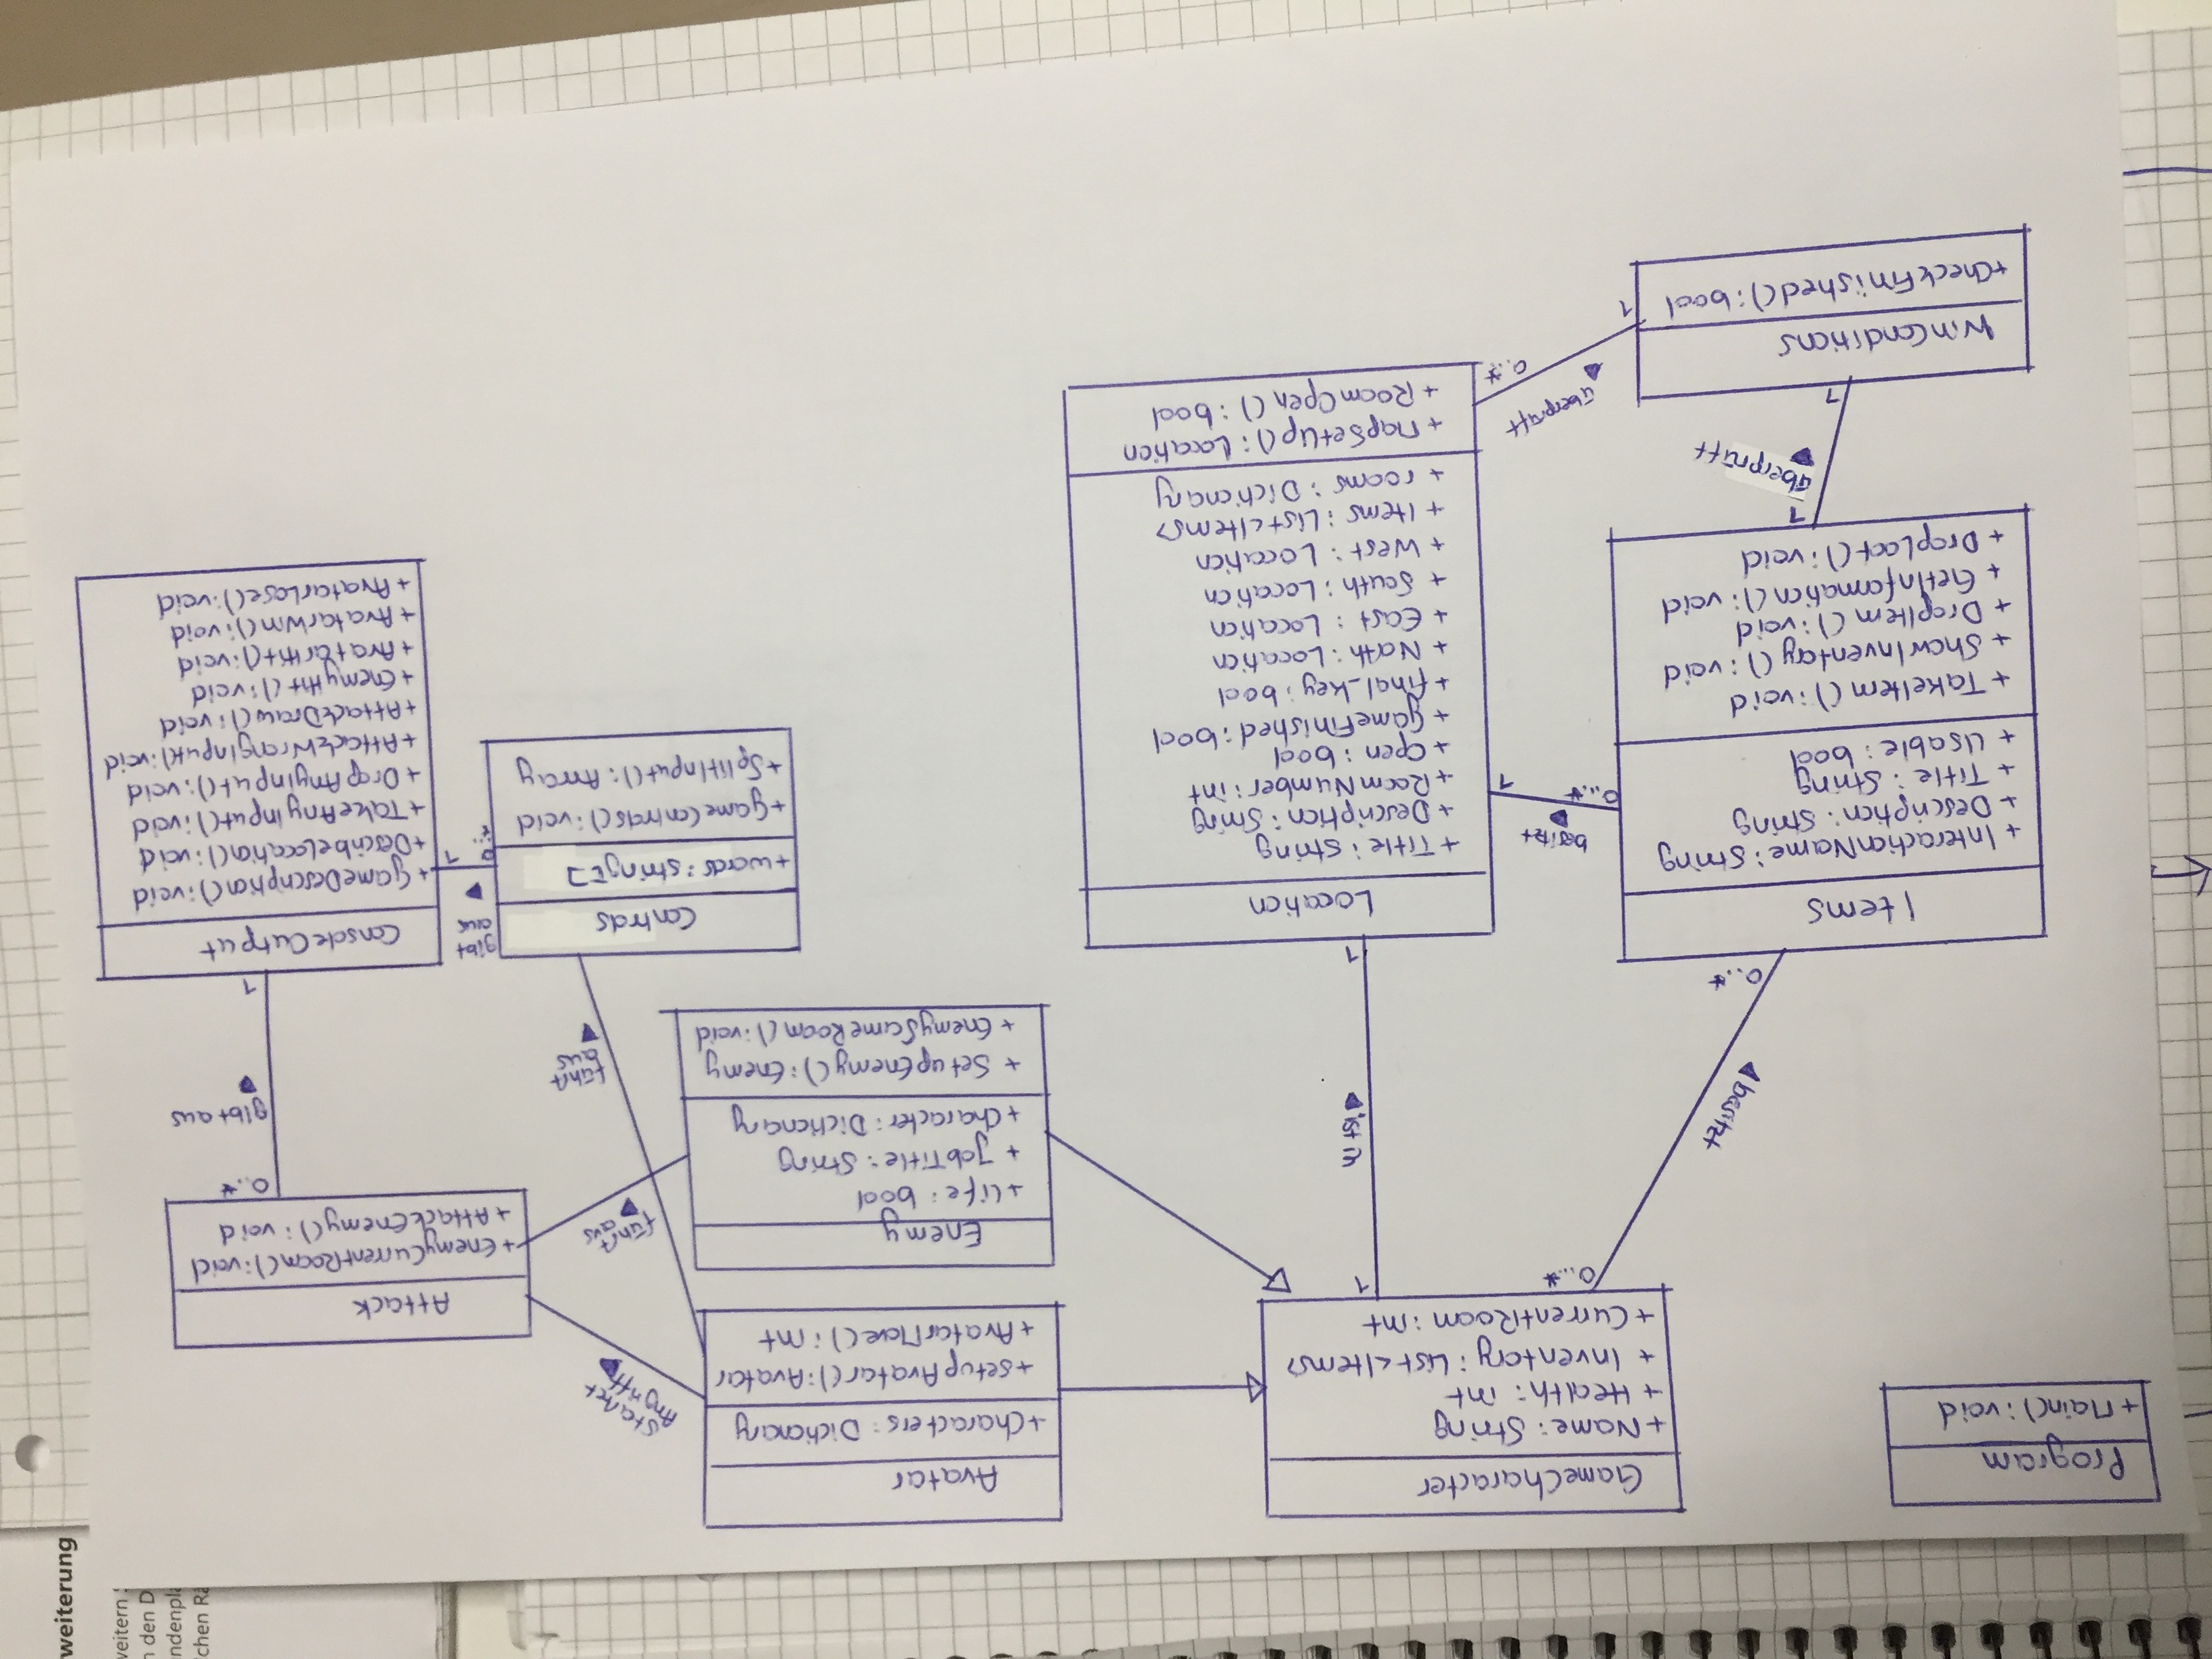 Program
+Main():void
GameCharacter
+Name:String
+Health:int
+Inventory:List<Items>
+CurrentRoom:int
Avatar
+Characters:Dictionary
+setupAvatar():Avatar
+AvatarMove():int
Enemy
+Life:bool
+JobTitle:String
+Character:Dictionary
+SetupEnemy():Enemy
+EnemySameRoom():void
Attack
+EnemyCurrentRoom():void
+AttackEnemy():void
startet
Angriff
führt
aus
führt
aus
gibt aus
0..*
1
ist
in
1
1
besitzt
0..*
0..*
Items
+InteractionName:String
+Description:String
+Title:String
+Usable:bool
+TakeItem():void
+ShowInventory():void
+DropItem():void
+GetInformation():void
+DropLoot():void
besitzt
0..*
1
Location
+Title:String
+Description:String
+RoomNumber:int
+Open:bool
+GameFinished:bool
+final_key:bool
+North:Location
+East:Location
+South:Location
+West:Location
+Items:List<Items>
+rooms:Dictionary
+MapSetUp():Location
+RoomOpen():bool
Controls
+words:string[]
+GameControls():void
+SplitInput():Array
gibt
aus
0..*
1
ConsoleOutput
+GameDescription():void
+DescribeLocation():void
+TakeAnyInput():void
+DropAnyInput():void
+AttackWrongInput():void
+AttackDraw():void
+EnemyHit():void
+AvatarHit():void
+AvatarWin():void
+AvatarLose():void
überprüft
1
1
überprüft
0..*
1
WinConditions
+CheckFinished():bool
weiterung
weitern
n den D
ndenpla
lchen Rä